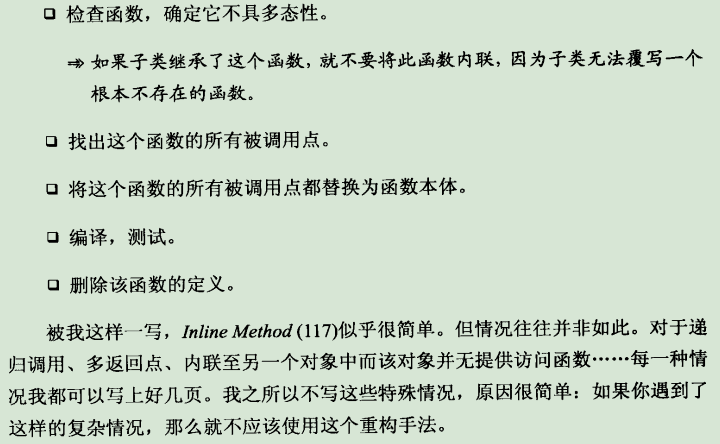 ❑ 检查函数，确定它不具多态性。
⇒ 如果子类继承了这个函数，就不要将此函数内联，因为子类无法覆写一个
根本不存在的函数。
❑ 找出这个函数的所有被调用点。
❑ 将这个函数的所有被调用点都替换为函数本体。
❑ 编译，测试。
❑ 删除该函数的定义。
被我这样一写，Inline Method (117)似乎很简单。但情况往往并非如此。对于递
归调用、多返回点、内联至另一个对象中而该对象并无提供访问函数……每一种情
况我都可以写上好几页。我之所以不写这些特殊情况，原因很简单：如果你遇到了
这样的复杂情况，那么就不应该使用这个重构手法。